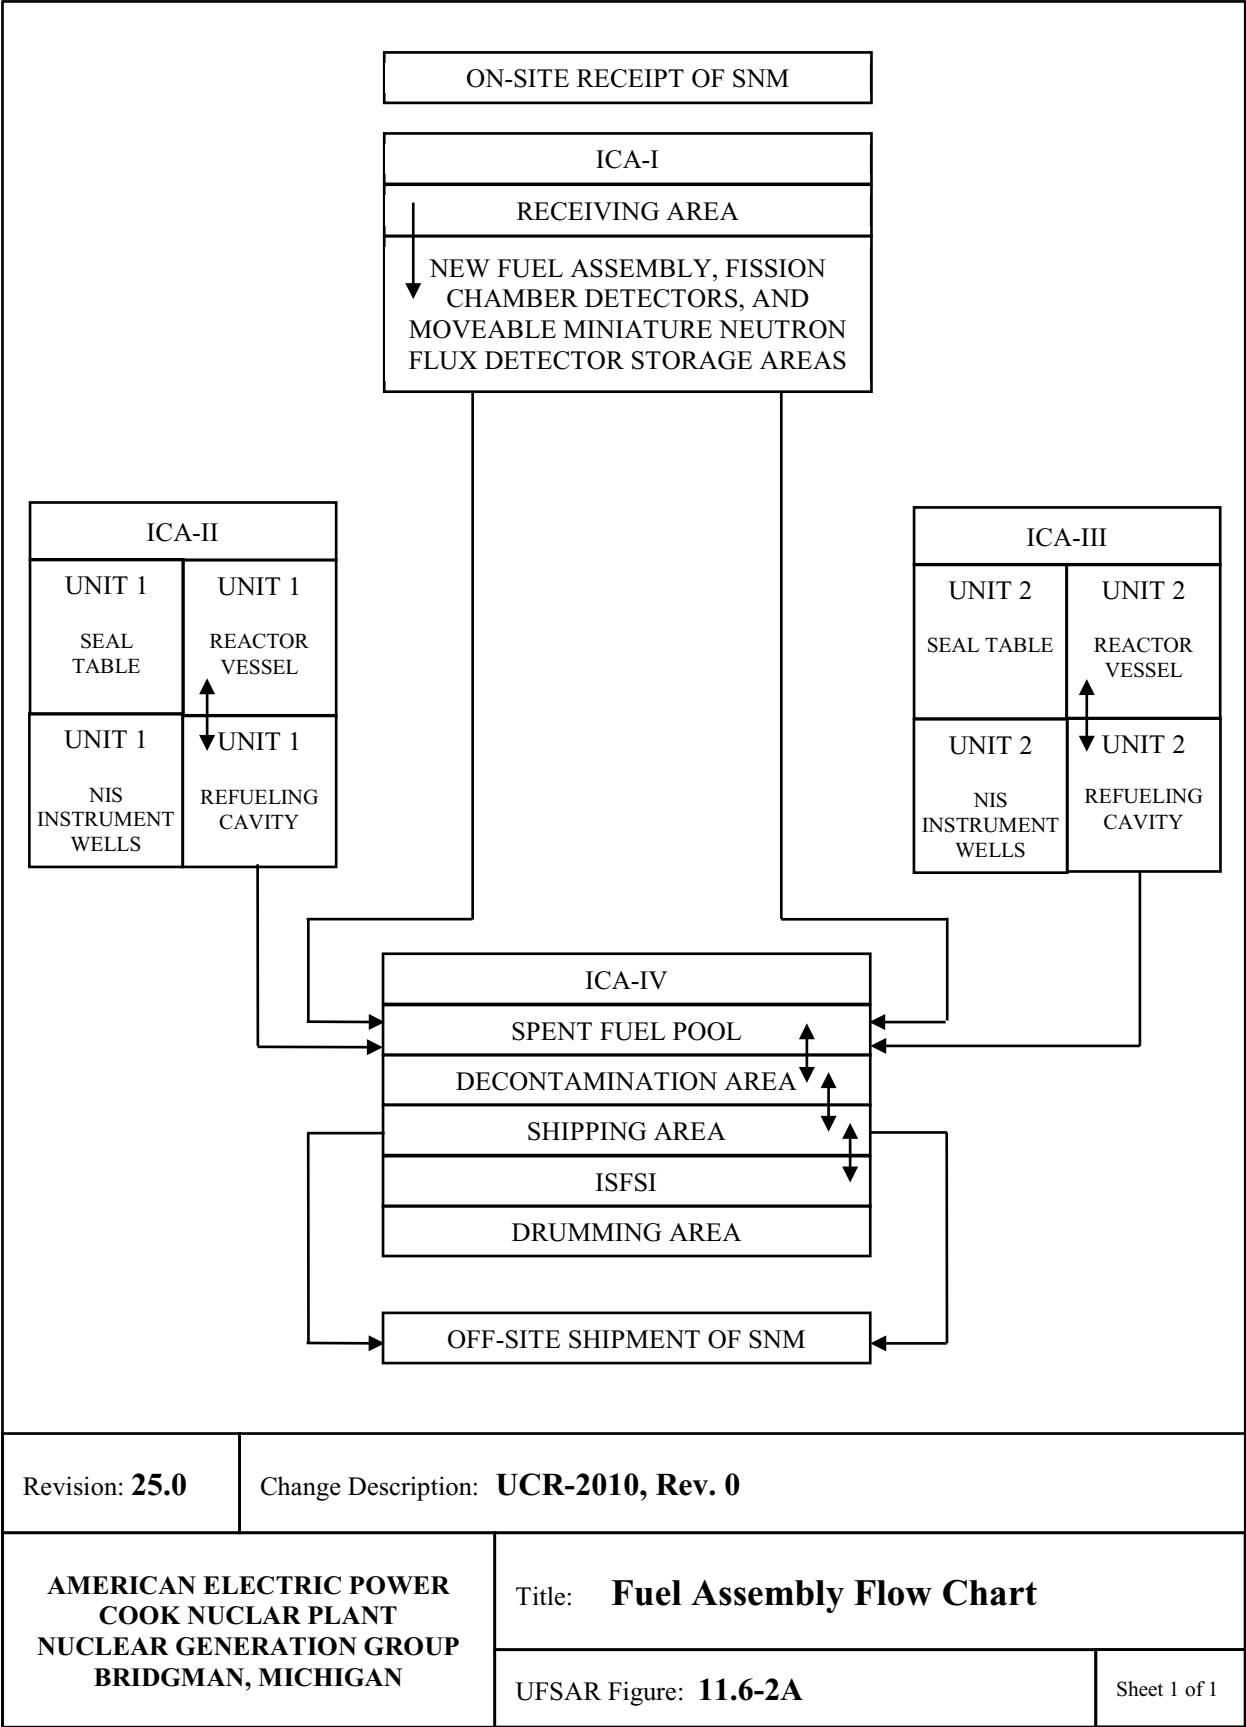 ON-SITE RECEIPT OF SNM
ICA-I
RECEIVING AREA
NEW FUEL ASSEMBLY, FISSION
CHAMBER DETECTORS, AND
MOVEABLE MINIATURE NEUTRON
FLUX DETECTOR STORAGE AREAS
ICA-II
UNIT 1
SEAL
TABLE
UNIT 1
REACTOR
VESSEL
UNIT 1
NIS
INSTRUMENT
WELLS
UNIT 1
REFUELING
CAVITY
ICA-III
UNIT 2
SEAL TABLE
UNIT 2
REACTOR
VESSEL
UNIT 2
NIS
INSTRUMENT
WELLS
UNIT 2
REFUELING
CAVITY
ICA-IV
SPENT FUEL POOL
DECONTAMINATION AREA
SHIPPING AREA
ISFSI
DRUMMING AREA
OFF-SITE SHIPMENT OF SNM
Revision: 25.0
Change Description: UCR-2010, Rev. 0
AMERICAN ELECTRIC POWER
COOK NUCLAR PLANT
NUCLEAR GENERATION GROUP
BRIDGMAN, MICHIGAN
Title: Fuel Assembly Flow Chart
UFSAR Figure: 11.6-2A
Sheet 1 of 1